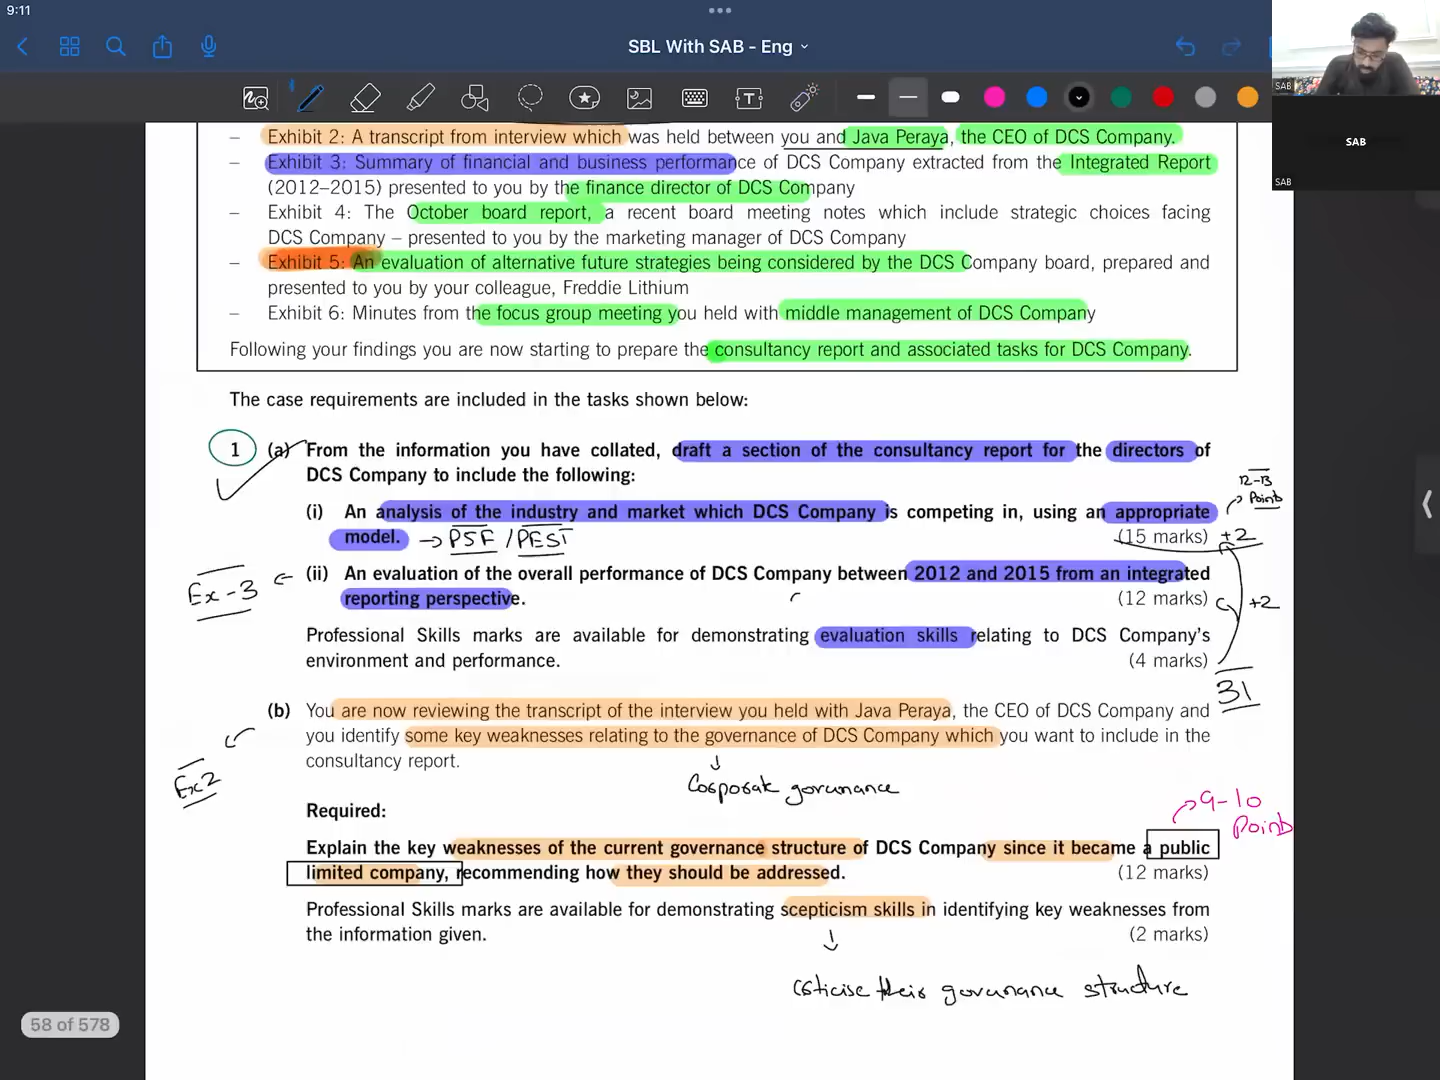 9:11
SBL With SAB - Eng
SAB
SAB
SAB
– Exhibit 2: A transcript from interview which was held between you and Java Peraya, the CEO of DCS Company.
– Exhibit 3: Summary of financial and business performance of DCS Company extracted from the Integrated Report
(2012–2015) presented to you by the finance director of DCS Company
– Exhibit 4: The October board report, a recent board meeting notes which include strategic choices facing
DCS Company – presented to you by the marketing manager of DCS Company
– Exhibit 5: An evaluation of alternative future strategies being considered by the DCS Company board, prepared and
presented to you by your colleague, Freddie Lithium
– Exhibit 6: Minutes from the focus group meeting you held with middle management of DCS Company
Following your findings you are now starting to prepare the consultancy report and associated tasks for DCS Company.
The case requirements are included in the tasks shown below:
1 (a) From the information you have collated, draft a section of the consultancy report for the directors of
DCS Company to include the following:
12-13
Points
(i) An analysis of the industry and market which DCS Company is competing in, using an appropriate
model. → P5F / PEST (15 marks) +2
Ex-3
(ii) An evaluation of the overall performance of DCS Company between 2012 and 2015 from an integrated
reporting perspective. (12 marks) +2
Professional Skills marks are available for demonstrating evaluation skills relating to DCS Company's
environment and performance. (4 marks)
31
(b) You are now reviewing the transcript of the interview you held with Java Peraya, the CEO of DCS Company and
you identify some key weaknesses relating to the governance of DCS Company which you want to include in the
consultancy report.
Ex2
Corporate governance
Required:
9-10
Points
Explain the key weaknesses of the current governance structure of DCS Company since it became a public
limited company, recommending how they should be addressed. (12 marks)
Professional Skills marks are available for demonstrating scepticism skills in identifying key weaknesses from
the information given. (2 marks)
criticise their governance structure
58 of 578